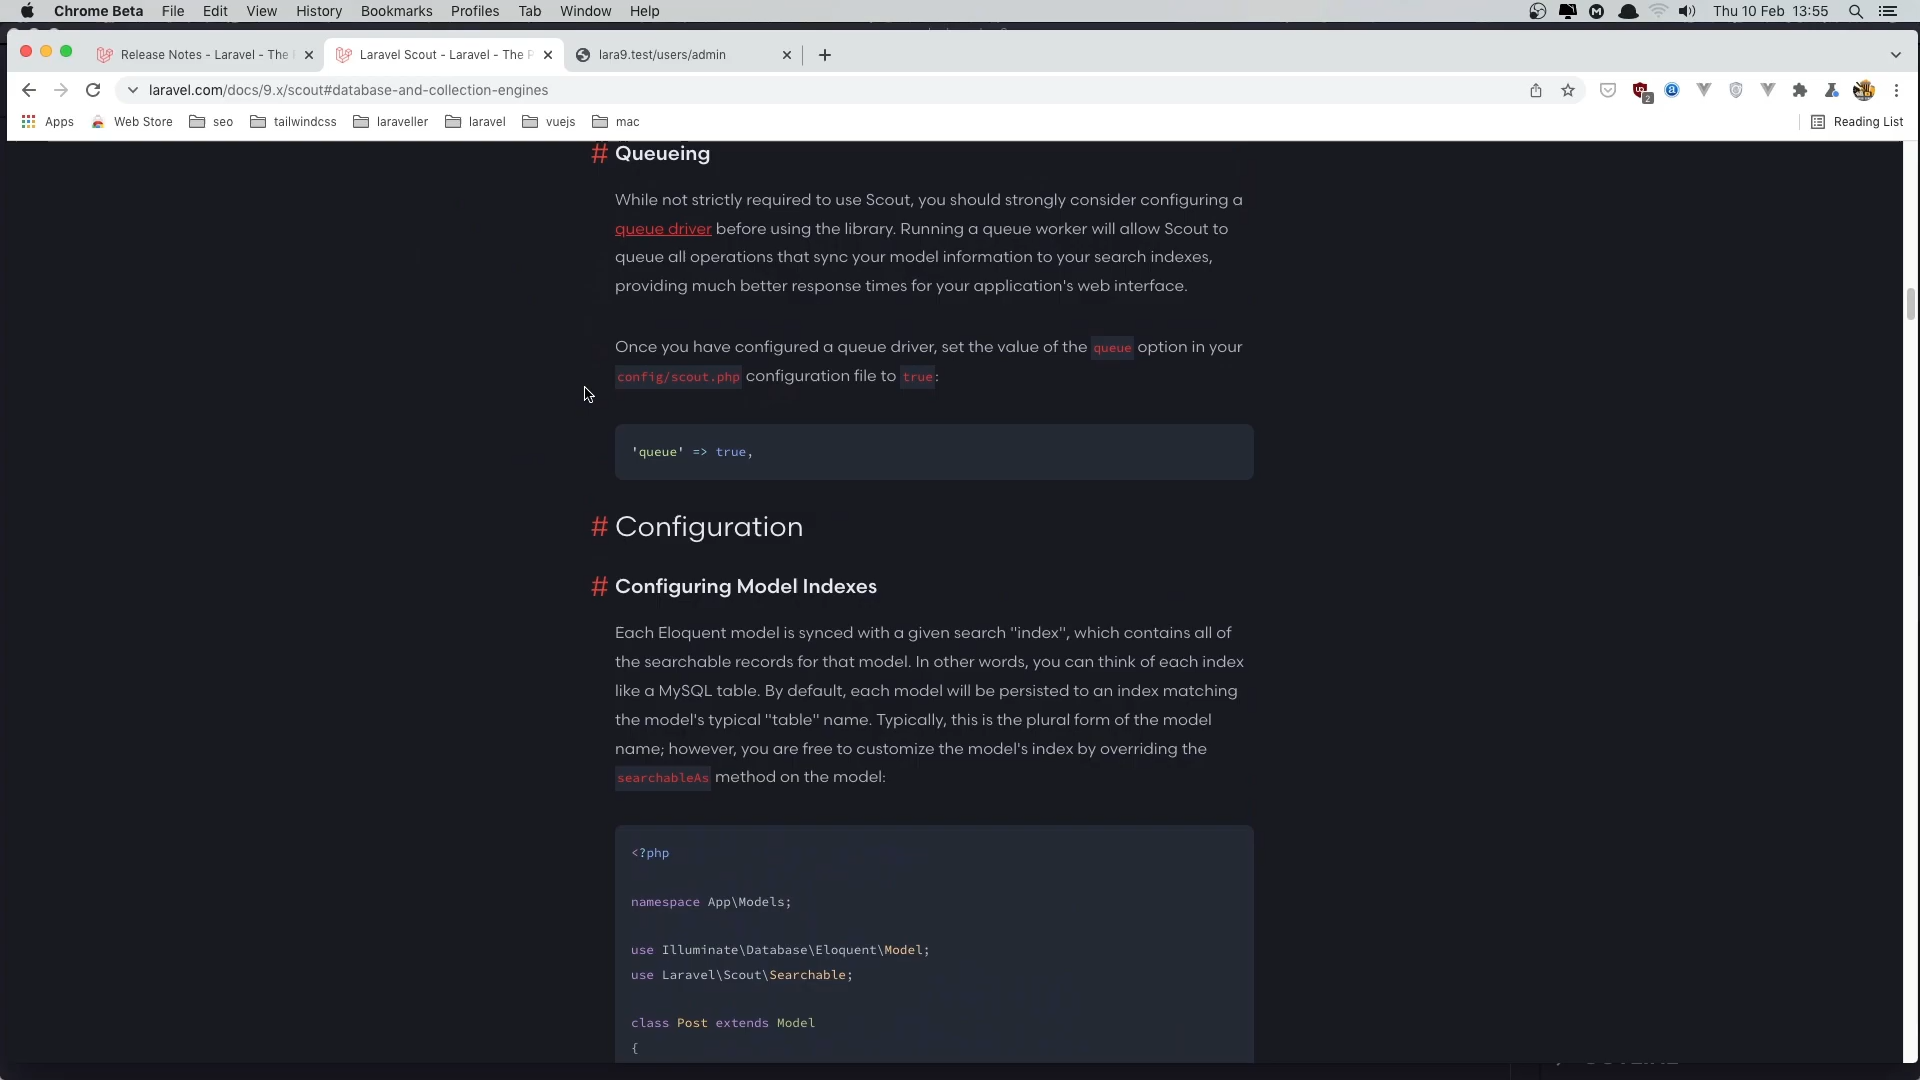 Chrome Beta File Edit View History Bookmarks Profiles Tab Window Help Thu 10 Feb 13:55
Release Notes - Laravel - The
Laravel Scout - Laravel - The P
lara9.test/users/admin
laravel.com/docs/9.x/scout#database-and-collection-engines
2
Apps Web Store seo tailwindcss laraveller laravel vuejs mac Reading List
# Queueing
While not strictly required to use Scout, you should strongly consider configuring a
queue driver before using the library. Running a queue worker will allow Scout to
queue all operations that sync your model information to your search indexes,
providing much better response times for your application's web interface.
Once you have configured a queue driver, set the value of the queue option in your
config/scout.php configuration file to true:
'queue' => true,
# Configuration
# Configuring Model Indexes
Each Eloquent model is synced with a given search "index", which contains all of
the searchable records for that model. In other words, you can think of each index
like a MySQL table. By default, each model will be persisted to an index matching
the model's typical "table" name. Typically, this is the plural form of the model
name; however, you are free to customize the model's index by overriding the
searchableAs method on the model:
<?php
namespace App\Models;
use Illuminate\Database\Eloquent\Model;
use Laravel\Scout\Searchable;
class Post extends Model
{